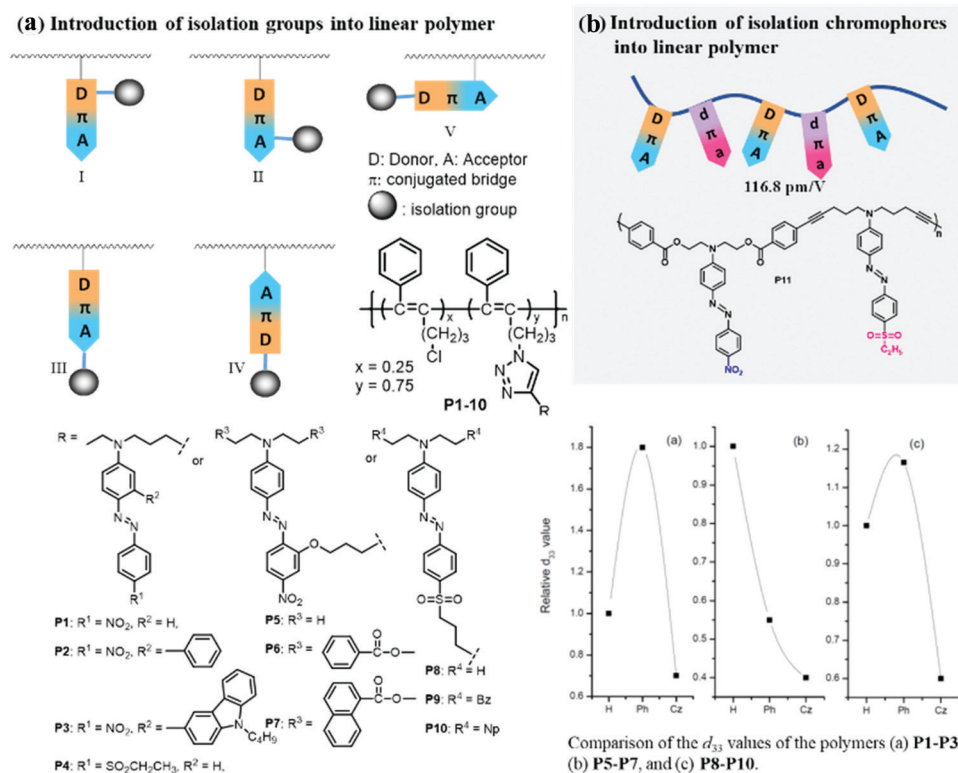 (a) Introduction of isolation groups into linear polymer
D
π
A
I
D
π
A
II
D π A
V
D: Donor, A: Acceptor
π: conjugated bridge
: isolation group
D
π
A
III
A
π
D
IV
x
y
n
(CH2)3
Cl
(CH2)3
N
N
N
R
x = 0.25
y = 0.75
P1-10
R =
N
R2
N
N
R1
or
R3
R3
N
N
N
O
NO2
or
R4
R4
N
N
N
O=S=O
P1: R1 = NO2, R2 = H,
P2: R1 = NO2, R2 =
P3: R1 = NO2, R2 =
N
C4H9
P4: R1 = SO2CH2CH3, R2 = H,
P5: R3 = H
P6: R3 =
O
C-O
P7: R3 =
O
C-O
P8: R4 = H
P9: R4 = Bz
P10: R4 = Np
(b) Introduction of isolation chromophores
into linear polymer
D π A
d π a
D π A
d π a
D π A
116.8 pm/V
O
O
N
O
O
N
n
N
N
NO2
P11
N
N
O=S=O
C2H5
Relative d33 value
1.8
1.6
1.4
1.2
1.0
0.8
0.6
H Ph Cz
(a)
1.0
0.9
0.8
0.7
0.6
0.5
0.4
H Ph Cz
(b)
1.2
1.1
1.0
0.9
0.8
0.7
0.6
H Ph Cz
(c)
Comparison of the d33 values of the polymers (a) P1-P3
(b) P5-P7, and (c) P8-P10.